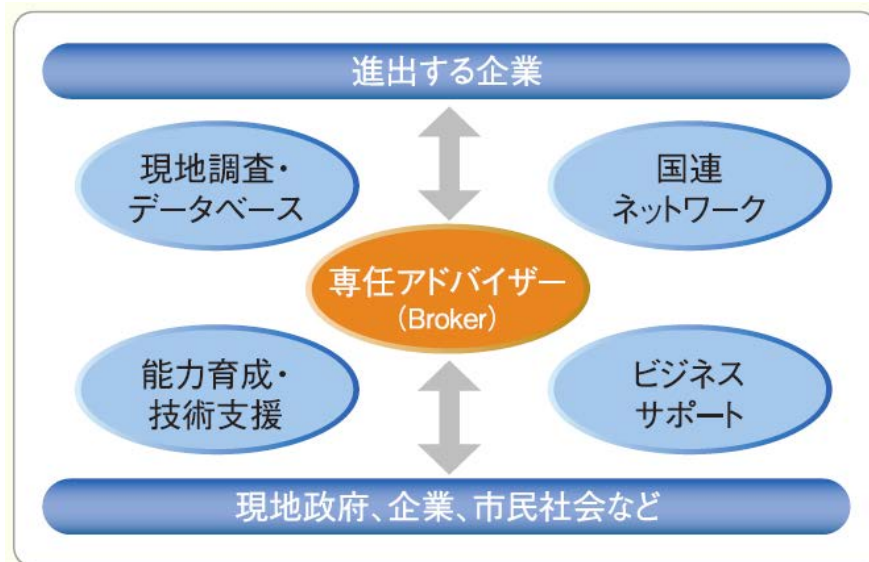 進出する企業
現地調査・
データベース
国連
ネットワーク
専任アドバイザー
(Broker)
能力育成・
技術支援
ビジネス
サポート
現地政府、企業、市民社会など